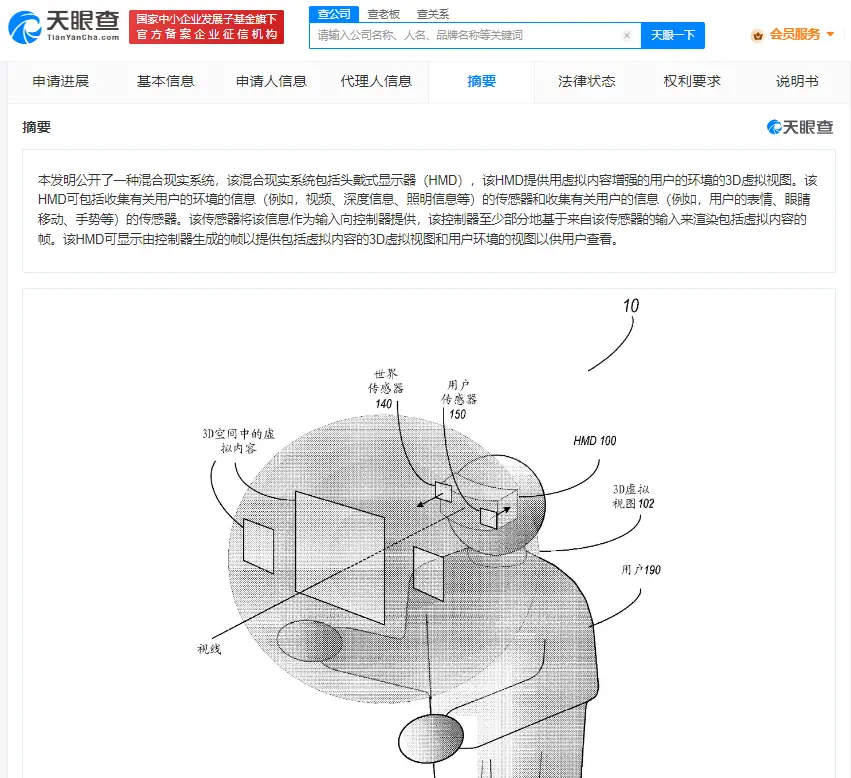 天眼查
TianYanCha.com
国家中小企业发展子基金旗下
官方备案企业征信机构
查公司 查老板 查关系
请输入公司名称、人名、品牌名称等关键词 × 天眼一下
会员服务
申请进展 基本信息 申请人信息 代理人信息 摘要 法律状态 权利要求 说明书
摘要
天眼查
本发明公开了一种混合现实系统，该混合现实系统包括头戴式显示器（HMD），该HMD提供用虚拟内容增强的用户的环境的3D虚拟视图。该
HMD可包括收集有关用户的环境的信息（例如，视频、深度信息、照明信息等）的传感器和收集有关用户的信息（例如，用户的表情、眼睛
移动、手势等）的传感器。该传感器将该信息作为输入向控制器提供，该控制器至少部分地基于来自该传感器的输入来渲染包括虚拟内容的
帧。该HMD可显示由控制器生成的帧以提供包括虚拟内容的3D虚拟视图和用户环境的视图以供用户查看。
10
世界
传感器
140
用户
传感器
150
3D空间中的虚
拟内容
HMD 100
3D虚拟
视图102
用户190
视线